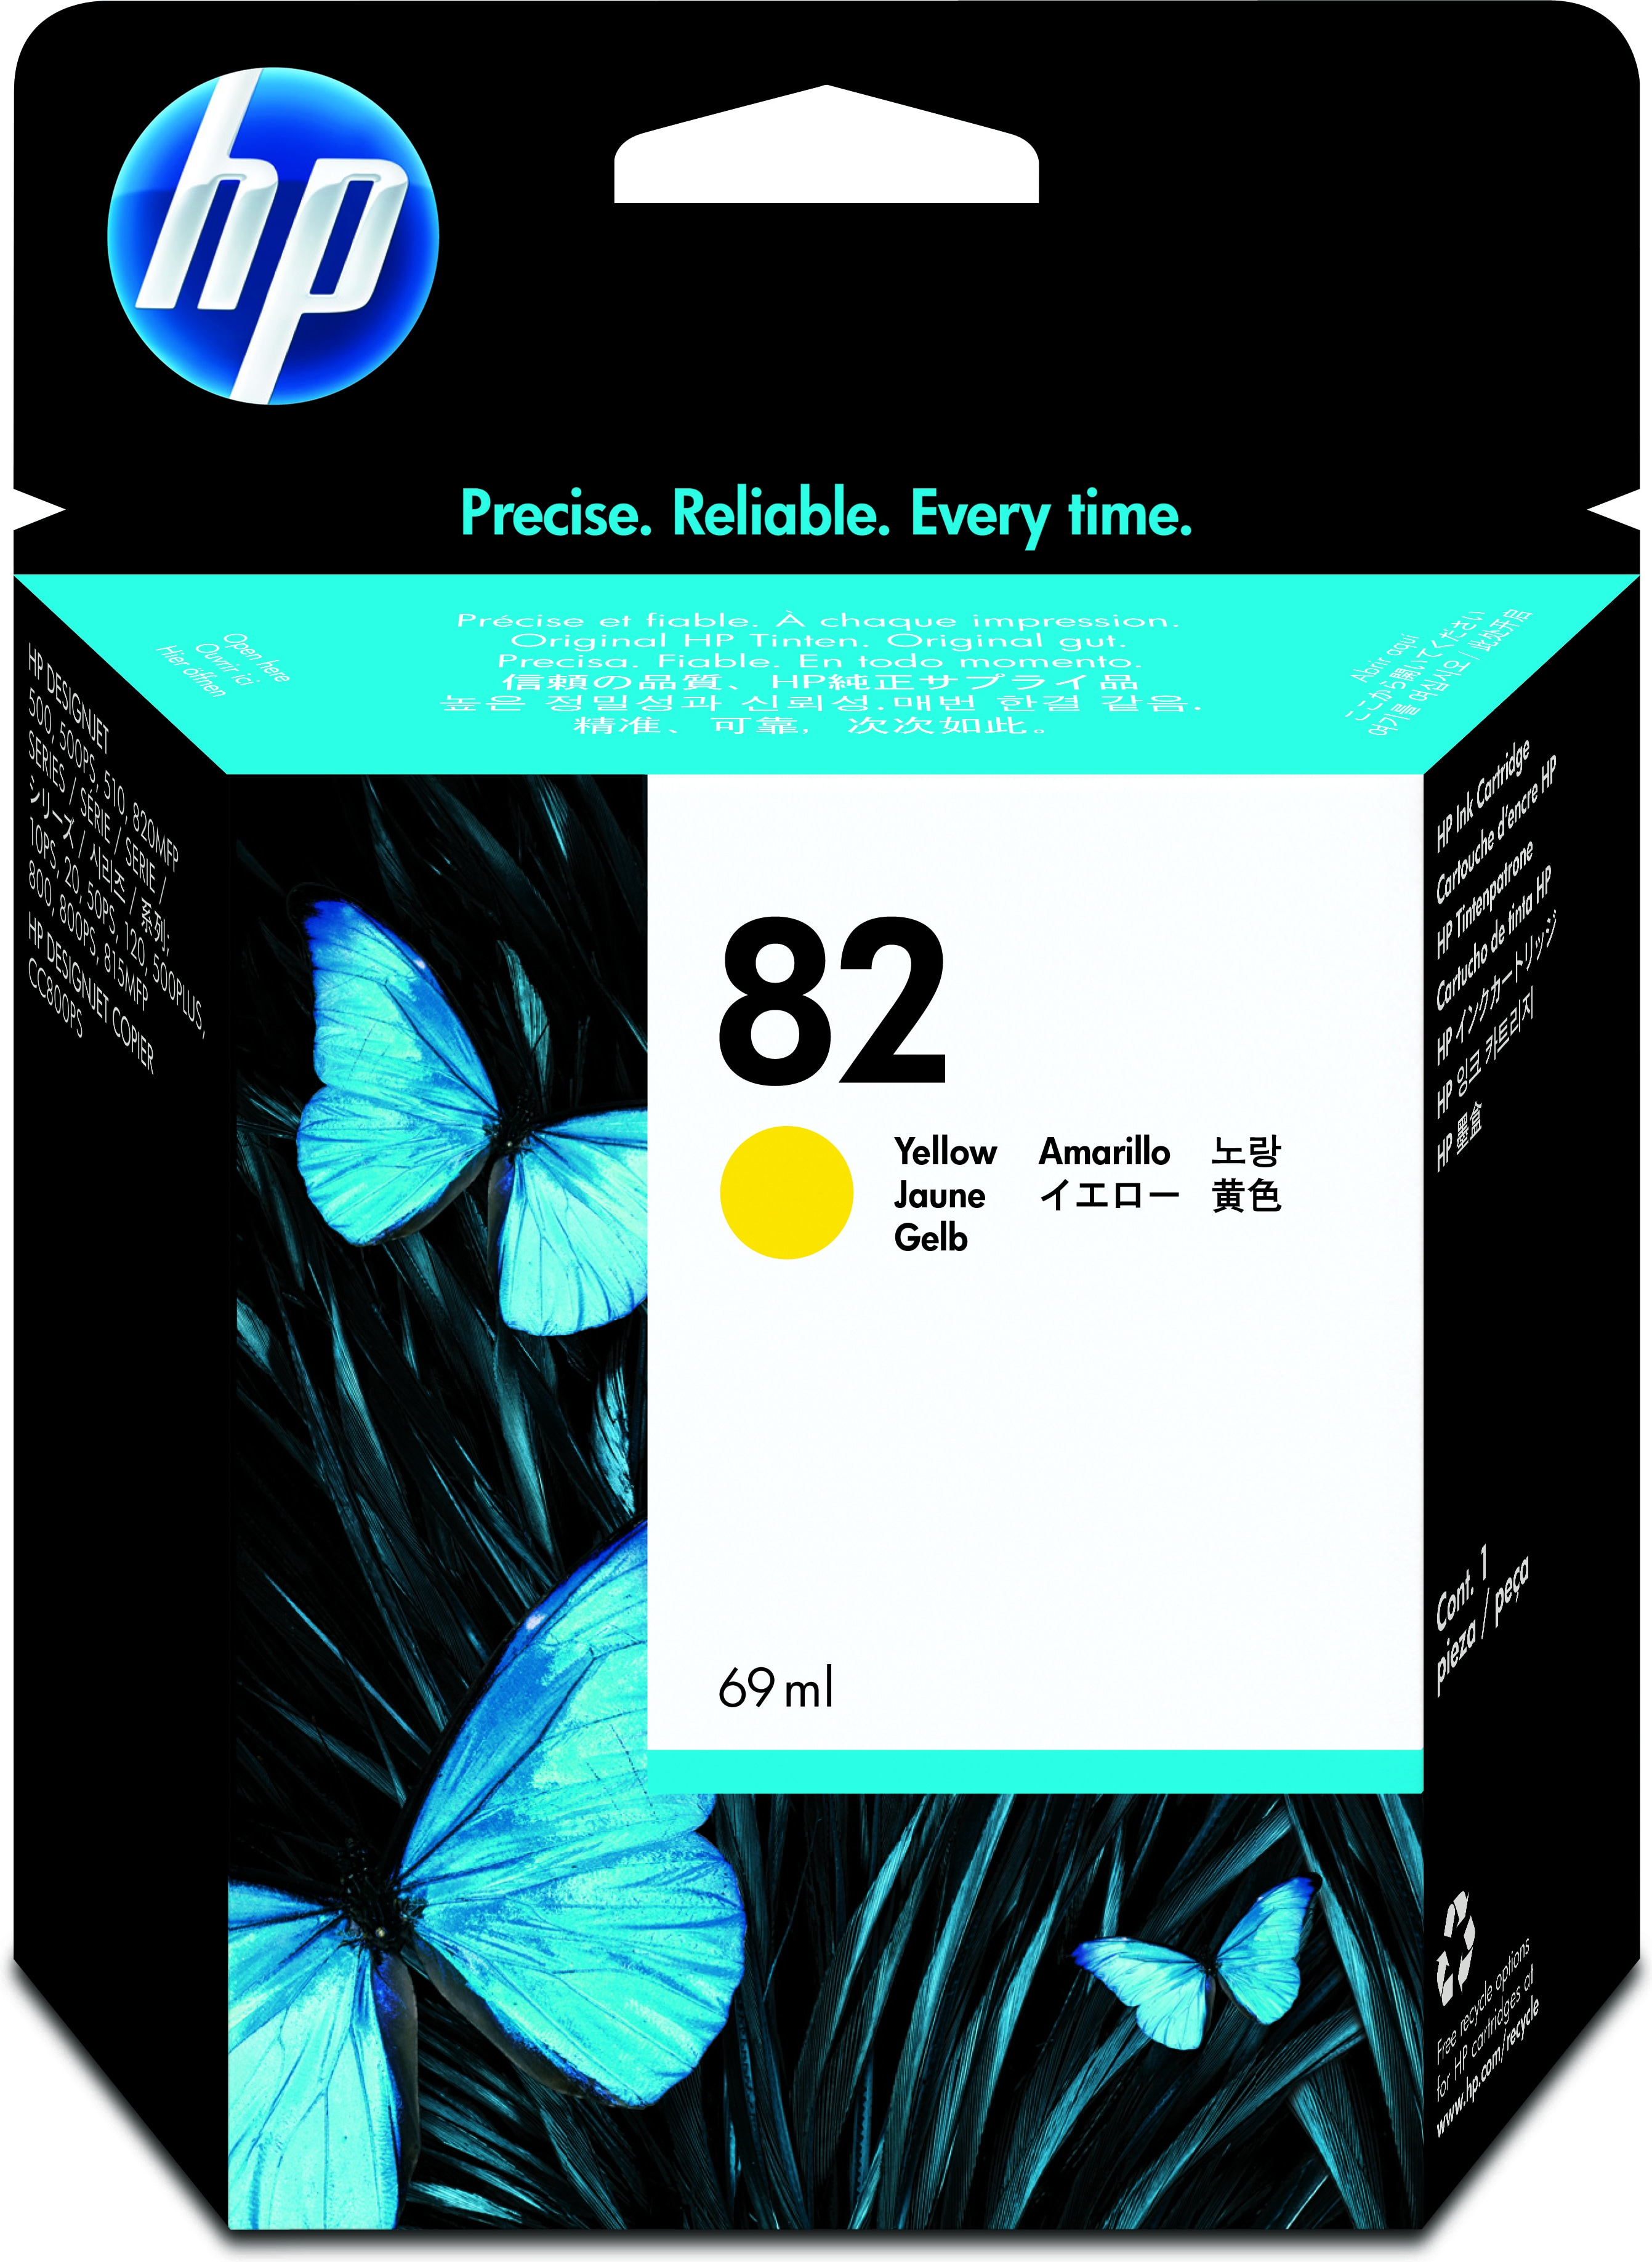 hp
Precise. Reliable. Every time.
Précise et fiable. À chaque impression.
Original HP Tinten. Original gut.
Precisa. Fiable. En todo momento.
信頼の品質、HP純正サプライ品
높은 정밀성과 신뢰성.매번 한결 같음.
精准、可靠，次次如此。
Open here
Ouvrir ici
Hier öffnen
Abrir aquí
ここから開いてください
여기를 여십시오 / 此处开启
HP DESIGNJET
500, 500PS, 510, 820MFP
SERIES / SÉRIE / SERIE /
シリーズ / 시리즈 / 系列;
10PS, 20, 50PS, 120, 500PLUS,
800, 800PS, 815MFP
HP DESIGNJET COPIER
CC800PS
82
Yellow Amarillo 노랑
Jaune イエロー 黄色
Gelb
69 ml
HP Ink Cartridge
Cartouche d'encre HP
HP Tintenpatrone
Cartucho de tinta HP
HP インクカートリッジ
HP 잉크 카트리지
HP 墨盒
Cont. 1
pieza / peça
Free recycle options
for HP cartridges at
www.hp.com/recycle